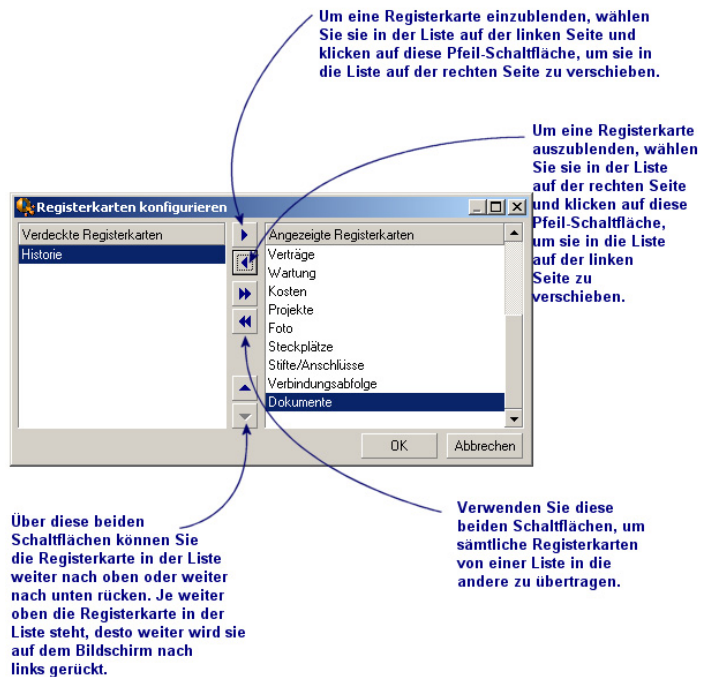 Um eine Registerkarte einzublenden, wählen
Sie sie in der Liste auf der linken Seite und
klicken auf diese Pfeil-Schaltfläche, um sie in
die Liste auf der rechten Seite zu verschieben.
Um eine Registerkarte
auszublenden, wählen
Sie sie in der Liste
auf der rechten Seite
und klicken auf diese
Pfeil-Schaltfläche,
um sie in die Liste
auf der linken
Seite zu
verschieben.
Registerkarten konfigurieren
Verdeckte Registerkarten
Historie
Angezeigte Registerkarten
Verträge
Wartung
Kosten
Projekte
Foto
Steckplätze
Stifte/Anschlüsse
Verbindungsabfolge
Dokumente
OK
Abbrechen
Über diese beiden
Schaltflächen können Sie
die Registerkarte in der Liste
weiter nach oben oder weiter
nach unten rücken. Je weiter
oben die Registerkarte in der
Liste steht, desto weiter wird sie
auf dem Bildschirm nach
links gerückt.
Verwenden Sie diese
beiden Schaltflächen, um
sämtliche Registerkarten
von einer Liste in die
andere zu übertragen.